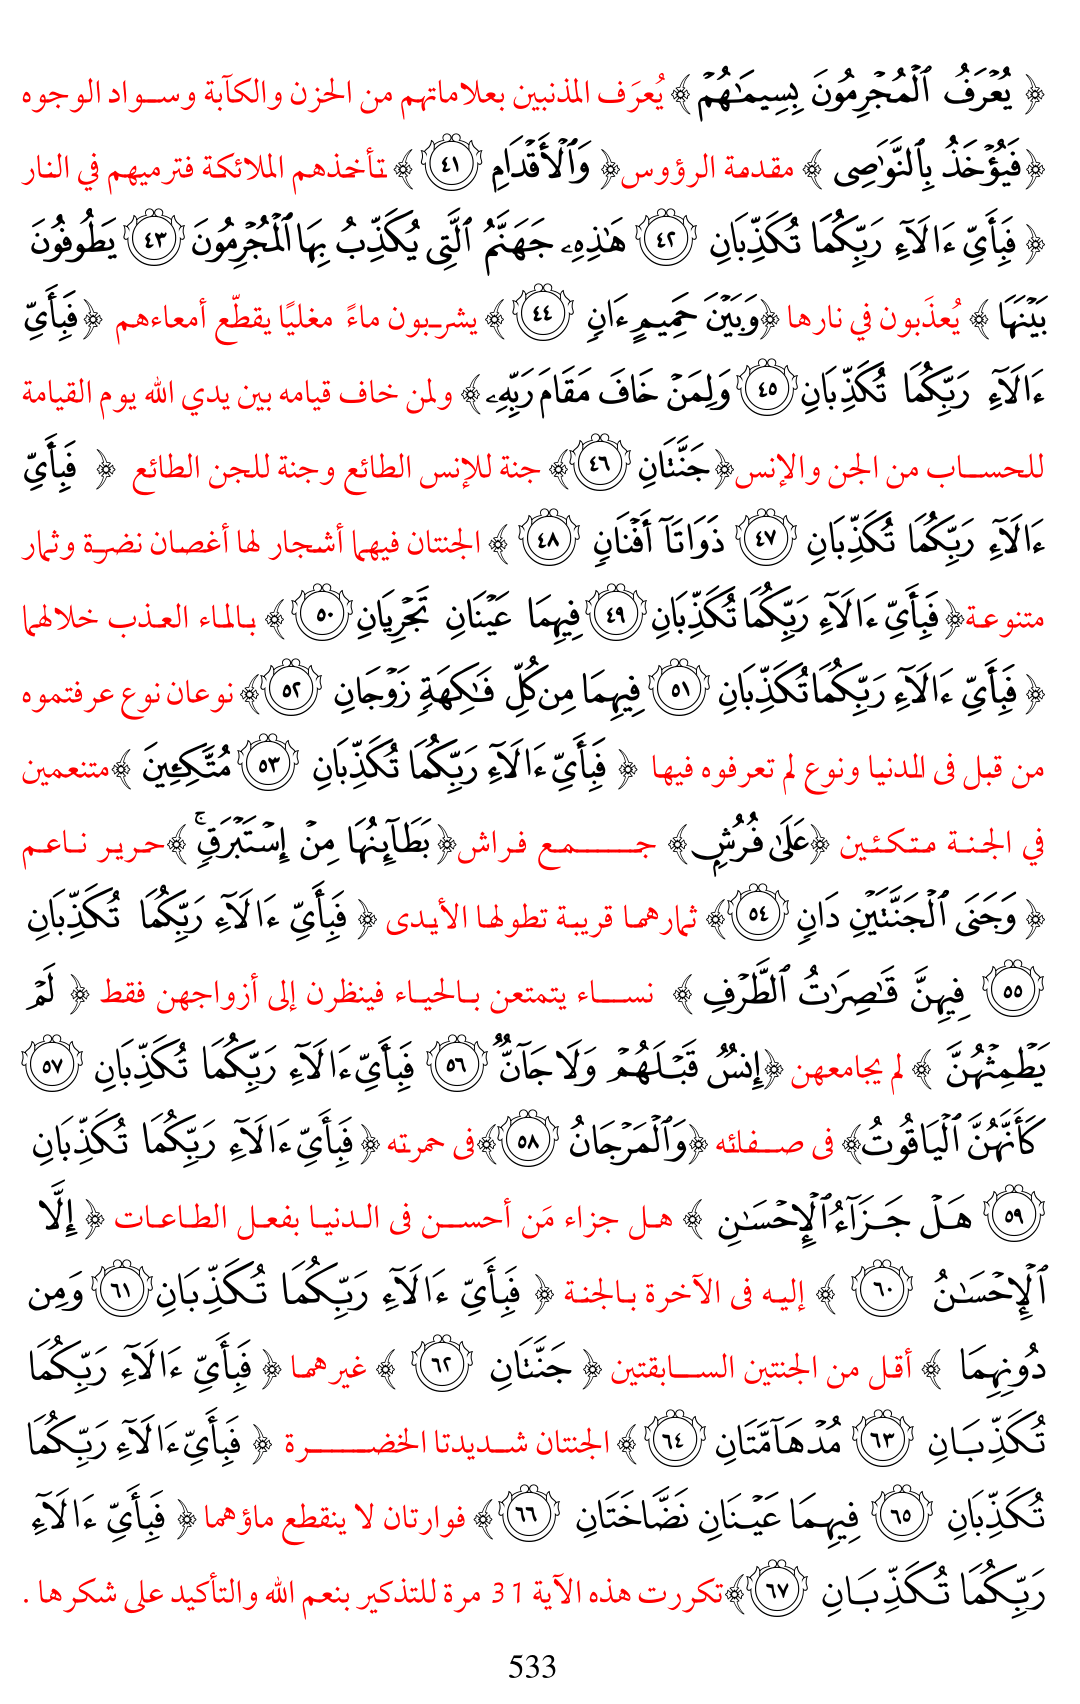 ﴿ يُعۡرَفُ ٱلۡمُجۡرِمُونَ بِسِيمَٰهُمۡ ﴾ يُعرَف المذنبين بعلاماتهم من الحزن والكآبة وسواد الوجوه
﴿ فَيُؤۡخَذُ بِٱلنَّوَٰصِى ﴾ مقدمة الرؤوس ﴿ وَٱلۡأَقۡدَامِ ٤١ ﴾ تأخذهم الملائكة فترميهم في النار
﴿ فَبِأَيِّ ءَالَآءِ رَبِّكُمَا تُكَذِّبَانِ ٤٢ هَٰذِهِۦ جَهَنَّمُ ٱلَّتِى يُكَذِّبُ بِهَا ٱلۡمُجۡرِمُونَ ٤٣ يَطُوفُونَ
بَيۡنَهَا ﴾ يُعذَبون في نارها ﴿ وَبَيۡنَ حَمِيمٍ ءَانٍ ٤٤ ﴾ يشربون ماءً مغليًا يقطّع أمعاءهم ﴿ فَبِأَيِّ
ءَالَآءِ رَبِّكُمَا تُكَذِّبَانِ ٤٥ وَلِمَنۡ خَافَ مَقَامَ رَبِّهِۦ ﴾ ولمن خاف قيامه بين يدي الله يوم القيامة
للحساب من الجن والإنس ﴿ جَنَّتَانِ ٤٦ ﴾ جنة للإنس الطائع وجنة للجن الطائع ﴿ فَبِأَيِّ
ءَالَآءِ رَبِّكُمَا تُكَذِّبَانِ ٤٧ ذَوَاتَآ أَفۡنَانٍ ٤٨ ﴾ الجنتان فيهما أشجار لها أغصان نضرة وثمار
متنوعة ﴿ فَبِأَيِّ ءَالَآءِ رَبِّكُمَا تُكَذِّبَانِ ٤٩ فِيهِمَا عَيۡنَانِ تَجۡرِيَانِ ٥٠ ﴾ بالماء العذب خلالهما
﴿ فَبِأَيِّ ءَالَآءِ رَبِّكُمَا تُكَذِّبَانِ ٥١ فِيهِمَا مِن كُلِّ فَٰكِهَةٍ زَوۡجَانِ ٥٢ ﴾ نوعان نوع عرفتموه
من قبل فى الدنيا ونوع لم تعرفوه فيها ﴿ فَبِأَيِّ ءَالَآءِ رَبِّكُمَا تُكَذِّبَانِ ٥٣ مُتَّكِـِٔينَ ﴾ متنعمين
في الجنة متكئين ﴿ عَلَىٰ فُرُشٍ ﴾ جمع فراش ﴿ بَطَآئِنُهَا مِنۡ إِسۡتَبۡرَقٍۚ ﴾ حرير ناعم
﴿ وَجَنَى ٱلۡجَنَّتَيۡنِ دَانٍ ٥٤ ﴾ ثمارهما قريبة تطولها الأيدى ﴿ فَبِأَيِّ ءَالَآءِ رَبِّكُمَا تُكَذِّبَانِ
٥٥ فِيهِنَّ قَٰصِرَٰتُ ٱلطَّرۡفِ ﴾ نساء يتمتعن بالحياء فينظرن إلى أزواجهن فقط ﴿ لَمۡ
يَطۡمِثۡهُنَّ ﴾ لم يجامعهن ﴿ إِنسٌ قَبۡلَهُمۡ وَلَا جَآنٌّ ٥٦ فَبِأَيِّ ءَالَآءِ رَبِّكُمَا تُكَذِّبَانِ ٥٧
كَأَنَّهُنَّ ٱلۡيَاقُوتُ ﴾ فى صفائه ﴿ وَٱلۡمَرۡجَانُ ٥٨ ﴾ فى حمرته ﴿ فَبِأَيِّ ءَالَآءِ رَبِّكُمَا تُكَذِّبَانِ
٥٩ هَلۡ جَزَآءُ ٱلۡإِحۡسَٰنِ ﴾ هل جزاء مَن أحسن فى الدنيا بفعل الطاعات ﴿ إِلَّا
ٱلۡإِحۡسَٰنُ ٦٠ ﴾ إليه فى الآخرة بالجنة ﴿ فَبِأَيِّ ءَالَآءِ رَبِّكُمَا تُكَذِّبَانِ ٦١ وَمِن
دُونِهِمَا ﴾ أقل من الجنتين السابقتين ﴿ جَنَّتَانِ ٦٢ ﴾ غيرهما ﴿ فَبِأَيِّ ءَالَآءِ رَبِّكُمَا
تُكَذِّبَانِ ٦٣ مُدۡهَآمَّتَانِ ٦٤ ﴾ الجنتان شديدتا الخضرة ﴿ فَبِأَيِّ ءَالَآءِ رَبِّكُمَا
تُكَذِّبَانِ ٦٥ فِيهِمَا عَيۡنَانِ نَضَّاخَتَانِ ٦٦ ﴾ فوارتان لا ينقطع ماؤهما ﴿ فَبِأَيِّ ءَالَآءِ
رَبِّكُمَا تُكَذِّبَانِ ٦٧ ﴾ تكررت هذه الآية 31 مرة للتذكير بنعم الله والتأكيد على شكرها .
533